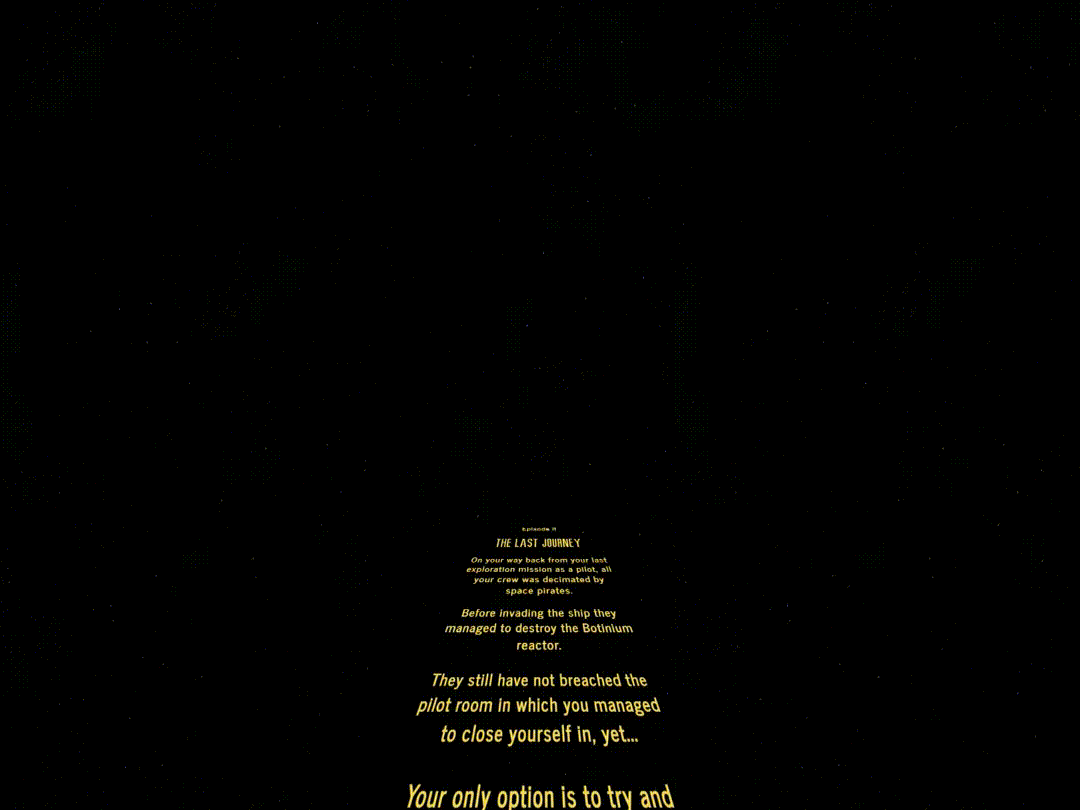 Episode II
THE LAST JOURNEY
On your way back from your last
exploration mission as a pilot, all
your crew was decimated by
space pirates.
Before invading the ship they
managed to destroy the Botinium
reactor.
They still have not breached the
pilot room in which you managed
to close yourself in, yet...
Your only option is to try and